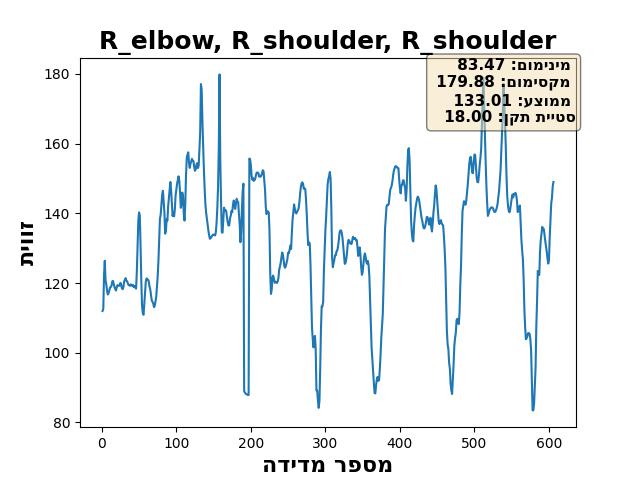 R_elbow, R_shoulder, R_shoulder
מינימום: 83.47
מקסימום: 179.88
ממוצע: 133.01
סטיית תקן: 18.00
180
160
140
120
100
80
זווית
0 100 200 300 400 500 600
מספר מדידה